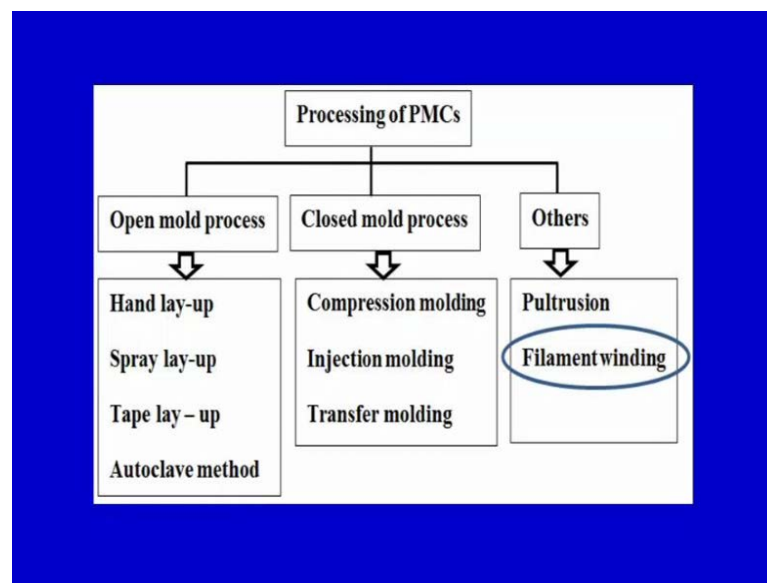 Processing of PMCs
Open mold process
Closed mold process
Others
Hand lay-up
Spray lay-up
Tape lay – up
Autoclave method
Compression molding
Injection molding
Transfer molding
Pultrusion
Filament winding